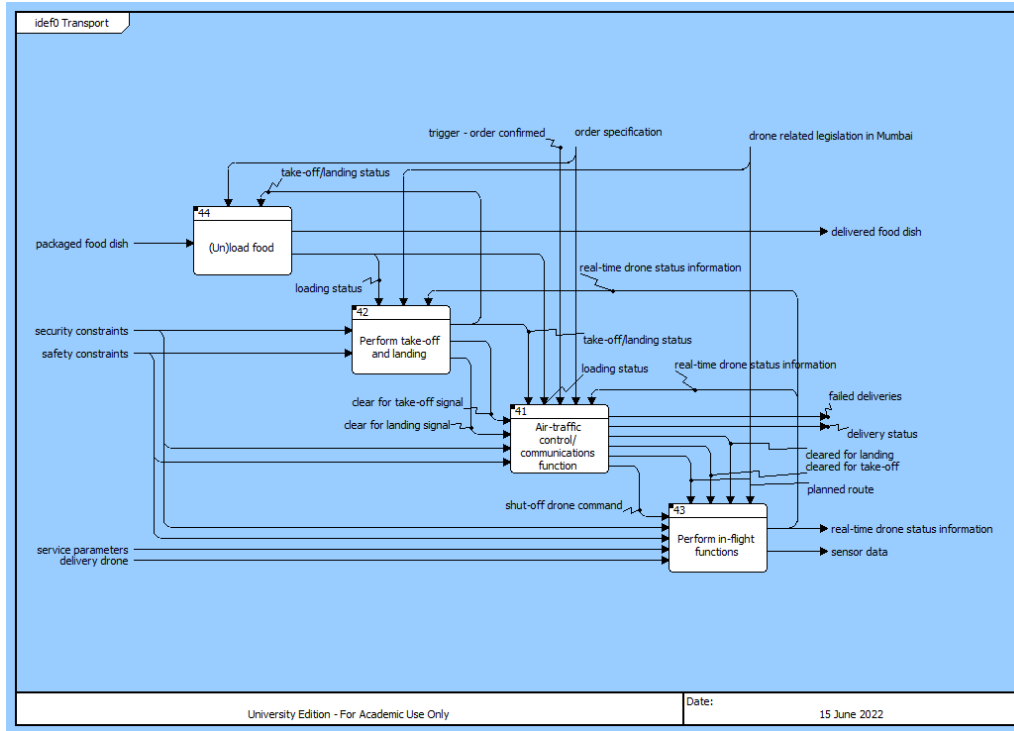 idef0 Transport
trigger - order confirmed
order specification
drone related legislation in Mumbai
take-off/landing status
44
(Un)load food
packaged food dish
delivered food dish
real-time drone status information
loading status
42
Perform take-off
and landing
security constraints
safety constraints
take-off/landing status
real-time drone status information
loading status
clear for take-off signal
clear for landing signal
41
Air-traffic
control/
communications
function
failed deliveries
delivery status
cleared for landing
cleared for take-off
planned route
shut-off drone command
43
Perform in-flight
functions
real-time drone status information
sensor data
service parameters
delivery drone
University Edition - For Academic Use Only
Date:
15 June 2022